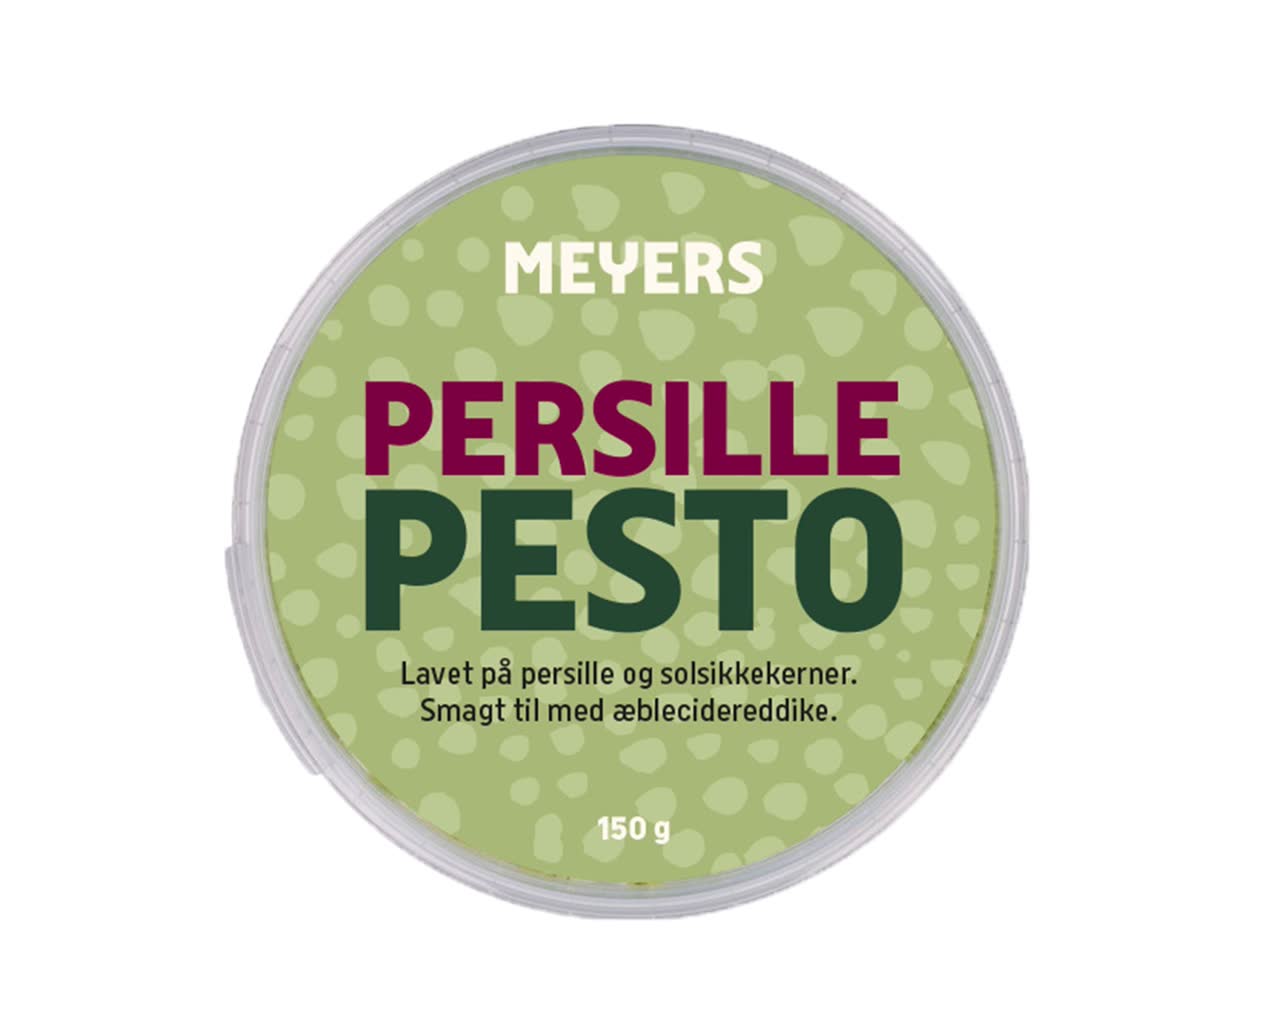 MEYERS
PERSILLE
PESTO
Lavet på persille og solsikkekerner.
Smagt til med æblecidereddike.
150 g